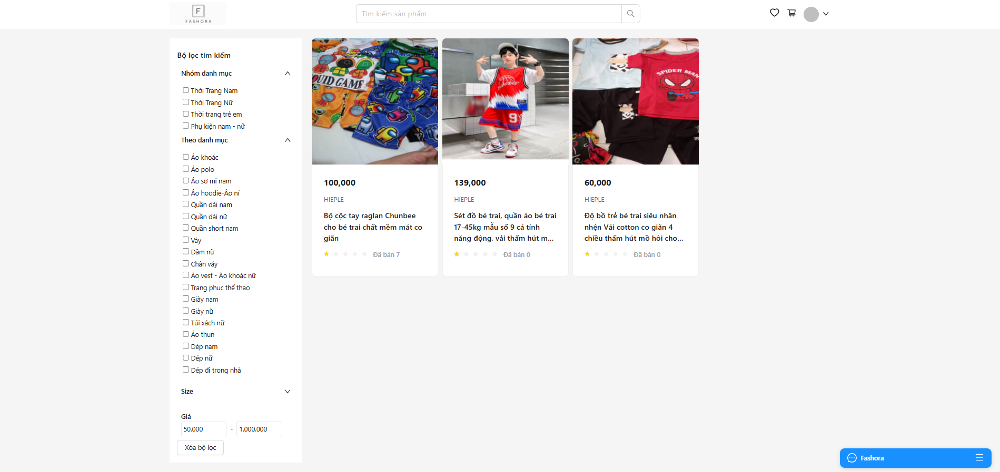 F
FASHORA
Tìm kiếm sản phẩm
Bộ lọc tìm kiếm
Nhóm danh mục
Thời Trang Nam
Thời Trang Nữ
Thời trang trẻ em
Phụ kiện nam - nữ
Theo danh mục
Áo khoác
Áo polo
Áo sơ mi nam
Áo hoodie-Áo nỉ
Quần dài nam
Quần dài nữ
Quần short nam
Váy
Đầm nữ
Chân váy
Áo vest - Áo khoác nữ
Trang phục thể thao
Giày nam
Giày nữ
Túi xách nữ
Áo thun
Dép nam
Dép nữ
Dép đi trong nhà
Size
Giá
50.000 - 1.000.000
Xóa bộ lọc
QUID GAME
100,000
HIEPLE
Bộ cộc tay raglan Chunbee
cho bé trai chất mềm mát co
giãn
Đã bán 7
9
139,000
HIEPLE
Sét đồ bé trai, quần áo bé trai
17-45kg mẫu số 9 cá tính
năng động, vải thấm hút m...
Đã bán 0
SPIDER MAN
60,000
HIEPLE
Độ bồ trẻ bé trai siêu nhân
nhện Vải cotton co giãn 4
chiều thấm hút mồ hôi cho...
Đã bán 0
Fashora